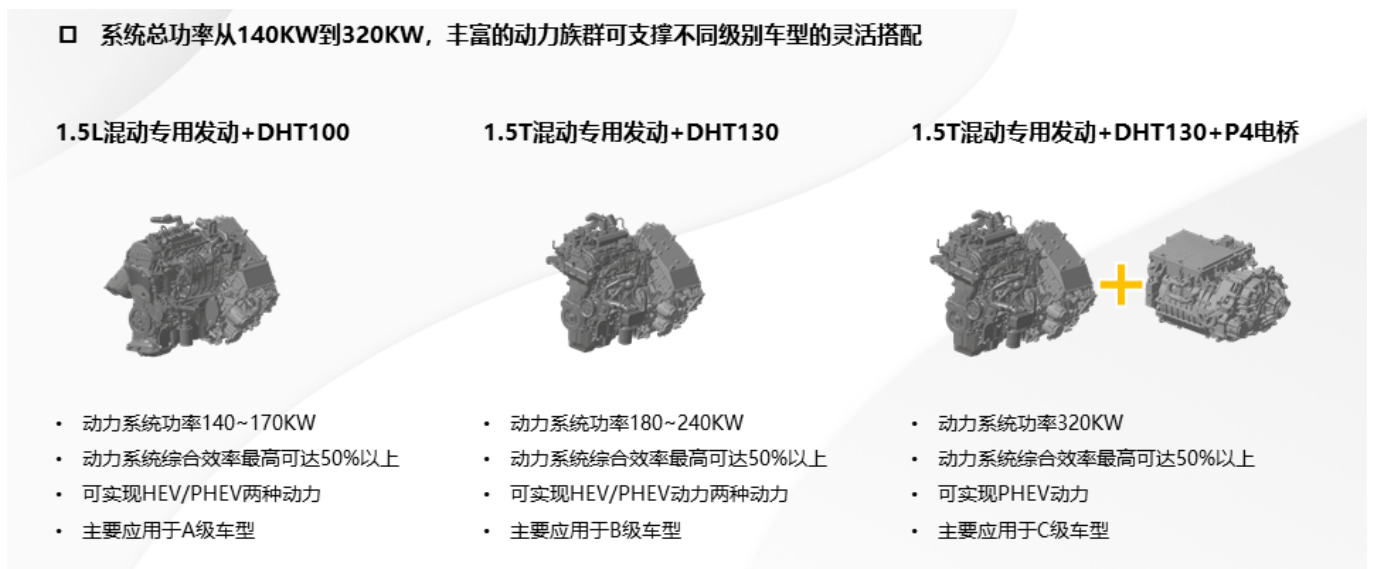 系统总功率从140KW到320KW，丰富的动力族群可支撑不同级别车型的灵活搭配
1.5L混动专用发动+DHT100
1.5T混动专用发动+DHT130
1.5T混动专用发动+DHT130+P4电桥
• 动力系统功率140~170KW
• 动力系统综合效率最高可达50%以上
• 可实现HEV/PHEV两种动力
• 主要应用于A级车型
• 动力系统功率180~240KW
• 动力系统综合效率最高可达50%以上
• 可实现HEV/PHEV动力两种动力
• 主要应用于B级车型
• 动力系统功率320KW
• 动力系统综合效率最高可达50%以上
• 可实现PHEV动力
• 主要应用于C级车型